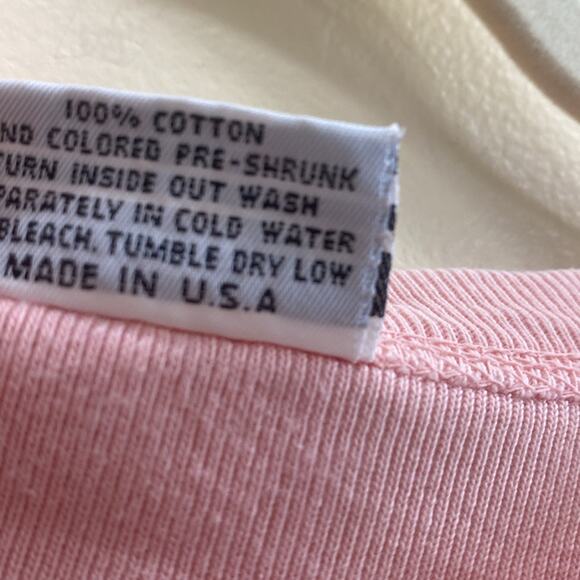 100% COTTON
ND COLORED PRE-SHRUNK
TURN INSIDE OUT WASH
PARATELY IN COLD WATER
BLEACH. TUMBLE DRY LOW
MADE IN U.S.A